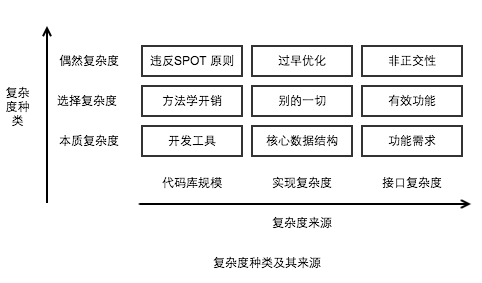 偶然复杂度 违反SPOT 原则 过早优化 非正交性
复杂
度种
类
选择复杂度 方法学开销 别的一切 有效功能
本质复杂度 开发工具 核心数据结构 功能需求
代码库规模 实现复杂度 接口复杂度
复杂度来源
复杂度种类及其来源